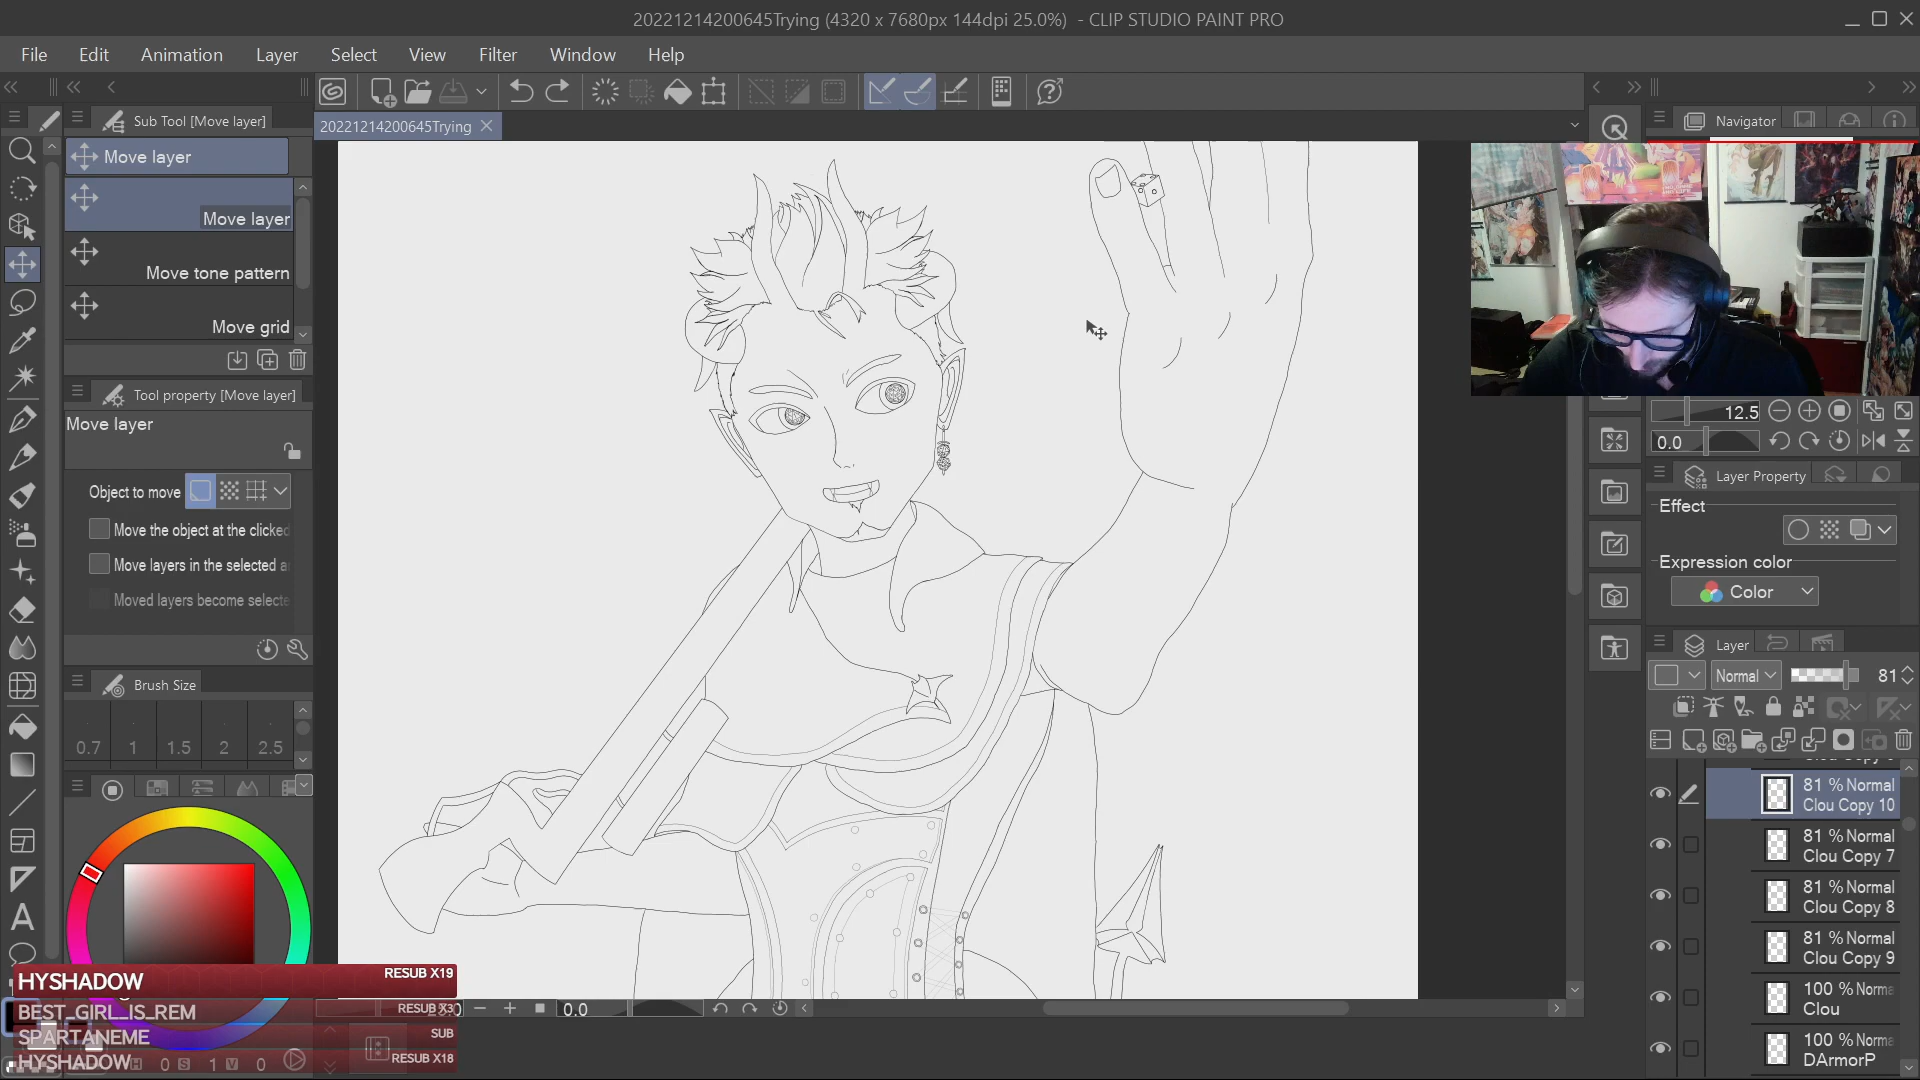 20221214200645Trying (4320 x 7680px 144dpi 25.0%) - CLIP STUDIO PAINT PRO
File Edit Animation Layer Select View Filter Window Help
Sub Tool [Move layer]
20221214200645Trying
Navigator
Move layer
Move layer
Move tone pattern
Move grid
Tool property [Move layer]
Move layer
Object to move
Move the object at the clicked
Move layers in the selected a
Moved layers become selecte
Brush Size
0.7 1 1.5 2 2.5
12.5
0.0
Layer Property
Effect
Expression color
Color
Layer
Normal 81
81 % Normal
Clou Copy 10
81 % Normal
Clou Copy 7
81 % Normal
Clou Copy 8
81 % Normal
Clou Copy 9
100 % Norma
Clou
100 % Norma
DArmorP
HYSHADOW RESUB X19
BEST_GIRL_IS_REM RESUB X3
SPARTANEME SUB
HYSHADOW RESUB X18
0.0
H 0 S 1 V 0